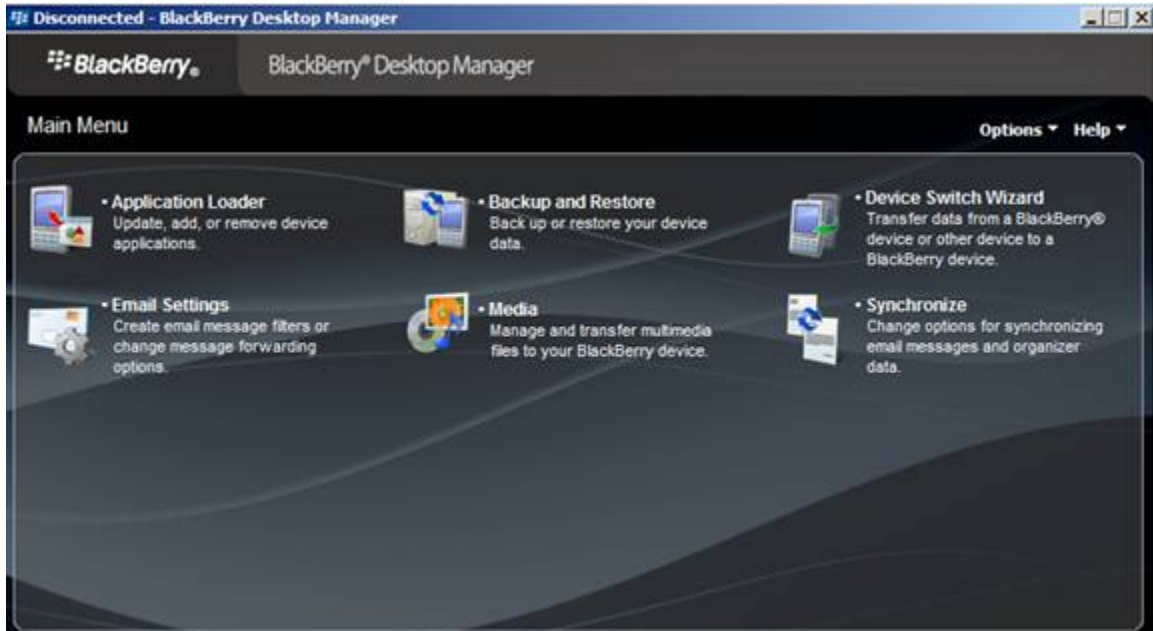 Disconnected - BlackBerry Desktop Manager
BlackBerry®
BlackBerry® Desktop Manager
Main Menu
Options
Help
• Application Loader
Update, add, or remove device
applications.
• Backup and Restore
Back up or restore your device
data.
• Device Switch Wizard
Transfer data from a BlackBerry®
device or other device to a
BlackBerry device.
• Email Settings
Create email message filters or
change message forwarding
options.
• Media
Manage and transfer multimedia
files to your BlackBerry device.
• Synchronize
Change options for synchronizing
email messages and organizer
data.